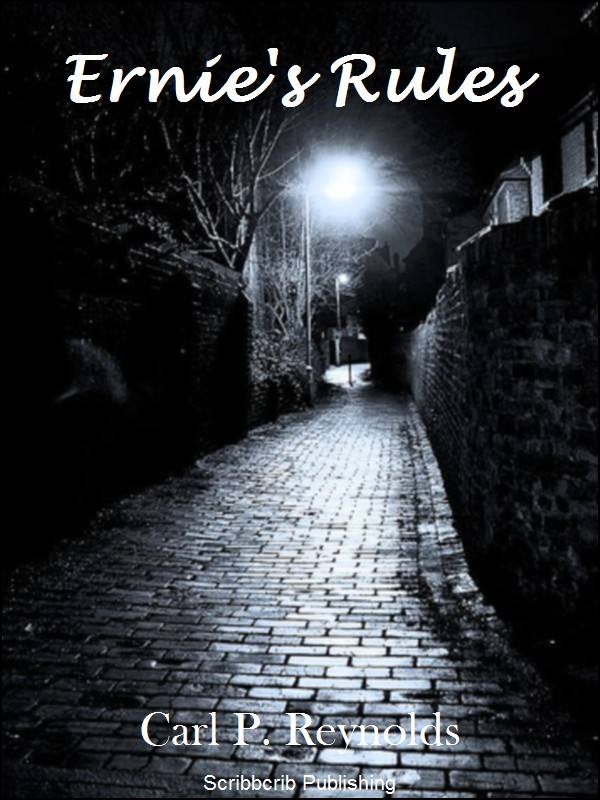 Ernie's Rules
Carl P. Reynolds
Scribbcrib Publishing